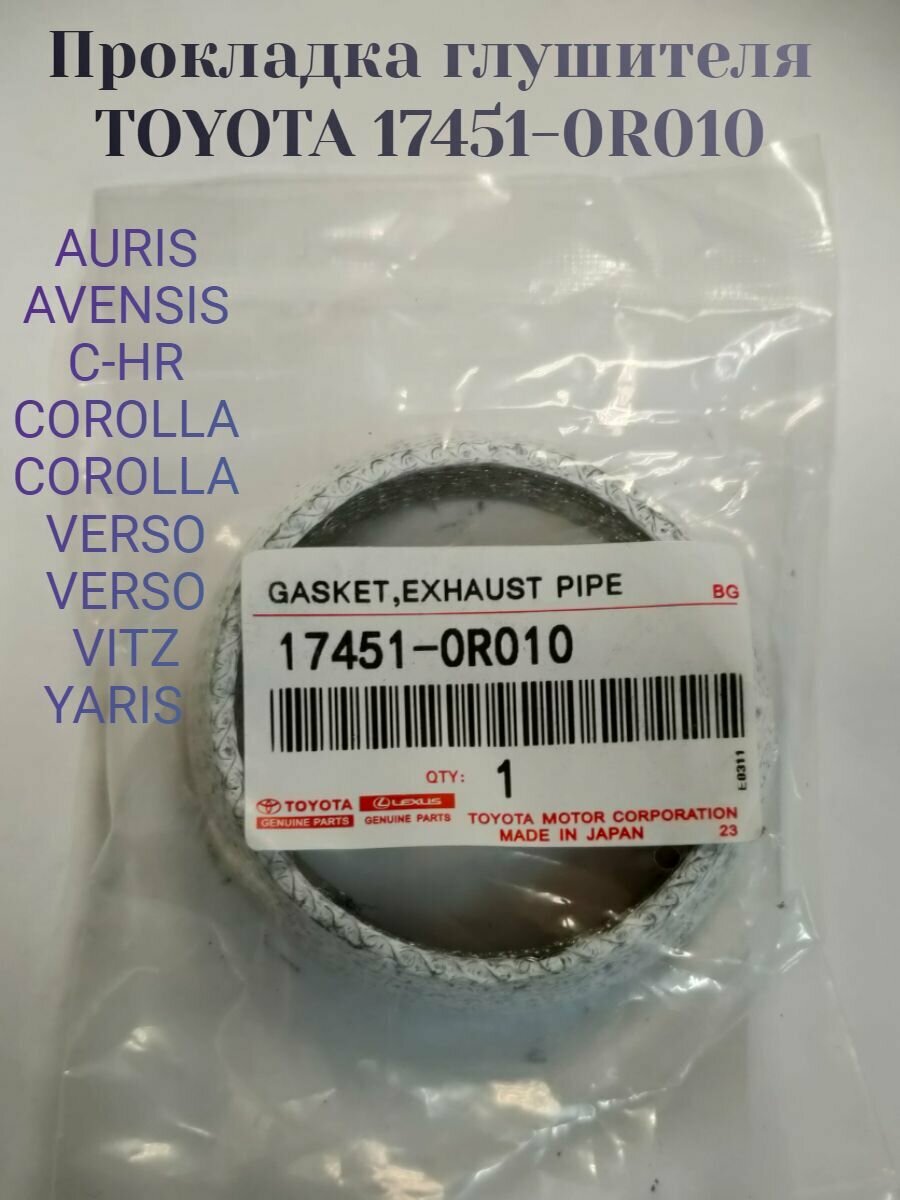 Прокладка глушителя
TOYOTA 17451-0R010
AURIS
AVENSIS
C-HR
COROLLA
COROLLA
VERSO
VERSO
VITZ
YARIS
GASKET,EXHAUST PIPE
BG
17451-0R010
QTY: 1
E0311
TOYOTA
GENUINE PARTS
LEXUS
GENUINE PARTS
TOYOTA MOTOR CORPORATION
MADE IN JAPAN 23